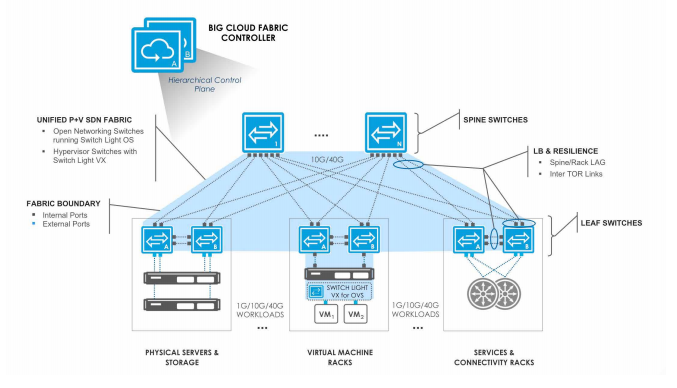 BIG CLOUD FABRIC
CONTROLLER
B
A
Hierarchical Control
Plane
UNIFIED P+V SDN FABRIC
Open Networking Switches
running Switch Light OS
Hypervisor Switches with
Switch Light VX
1
....
N
SPINE SWITCHES
10G/40G
LB & RESILIENCE
Spine/Rack LAG
Inter TOR Links
FABRIC BOUNDARY
Internal Ports
External Ports
LEAF SWITCHES
A
B
A
B
A
B
SWITCH LIGHT
VX for OVS
VM1
VM2
1G/10G/40G
WORKLOADS
...
1G/10G/40G
WORKLOADS
...
PHYSICAL SERVERS &
STORAGE
VIRTUAL MACHINE
RACKS
SERVICES &
CONNECTIVITY RACKS